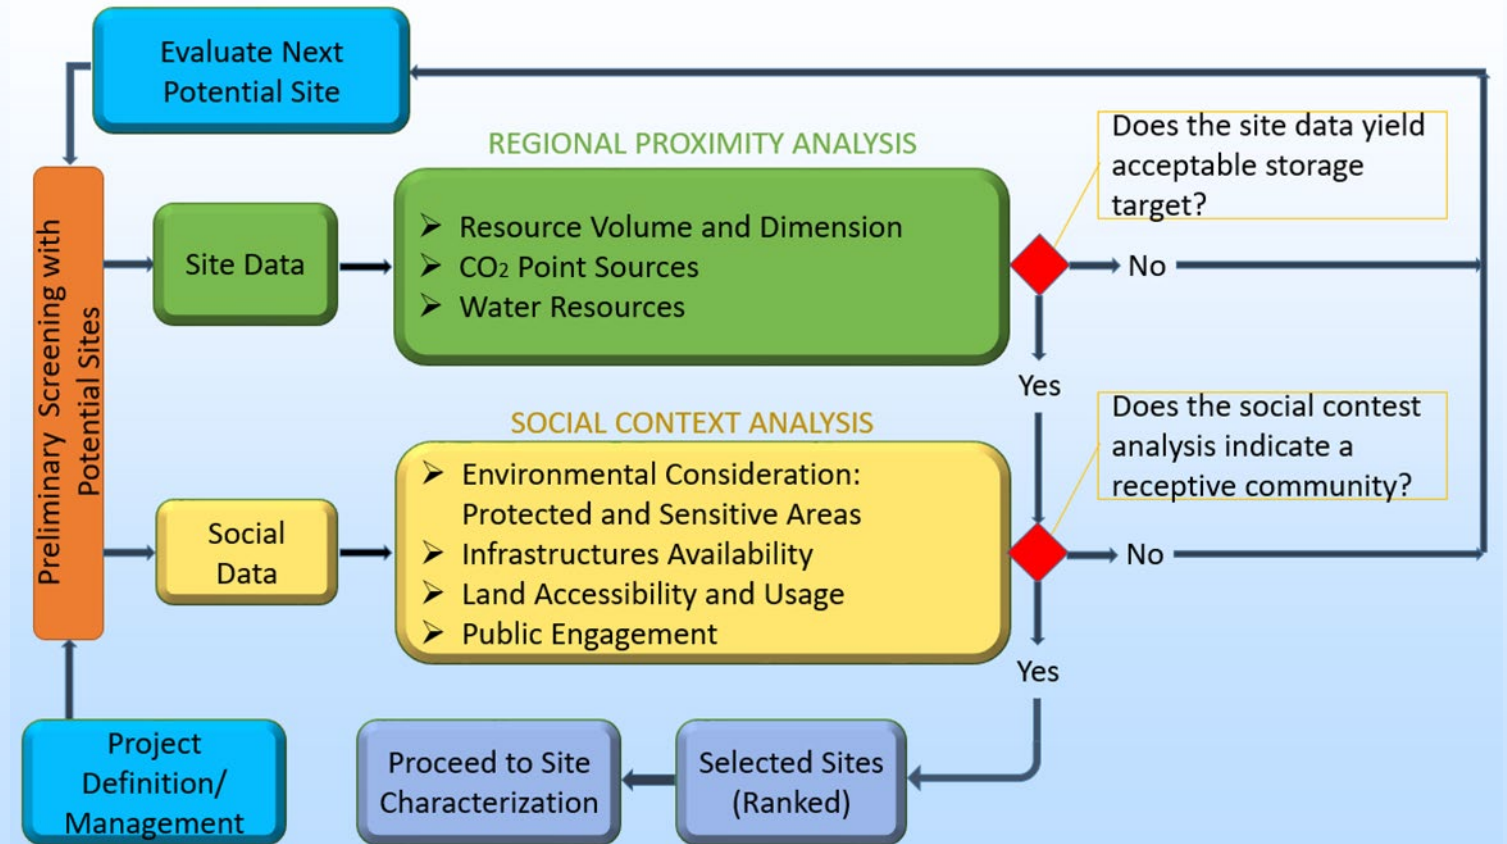 Evaluate Next
Potential Site
REGIONAL PROXIMITY ANALYSIS
Does the site data yield
acceptable storage
target?
Preliminary Screening with
Potential Sites
Site Data
➢ Resource Volume and Dimension
➢ CO₂ Point Sources
➢ Water Resources
No
Yes
SOCIAL CONTEXT ANALYSIS
Does the social contest
analysis indicate a
receptive community?
Social
Data
➢ Environmental Consideration:
Protected and Sensitive Areas
➢ Infrastructures Availability
➢ Land Accessibility and Usage
➢ Public Engagement
No
Yes
Project
Definition/
Management
Proceed to Site
Characterization
Selected Sites
(Ranked)